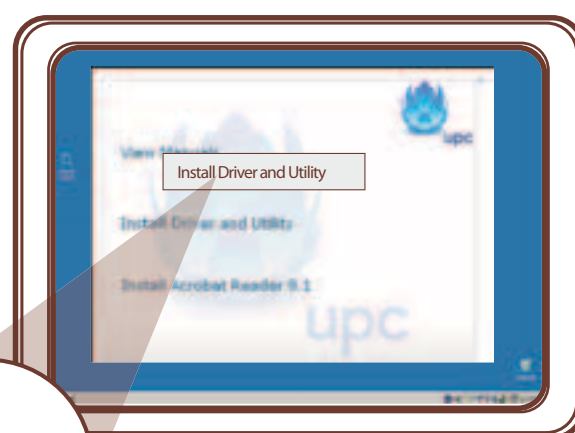 upc
View Manuals
Install Driver and Utility
Install Driver and Utility
Install Acrobat Reader 9.1
upc